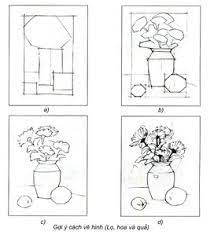 a)
b)
c)
d)
Gợi ý cách vẽ hình (Lọ, hoa và quả)